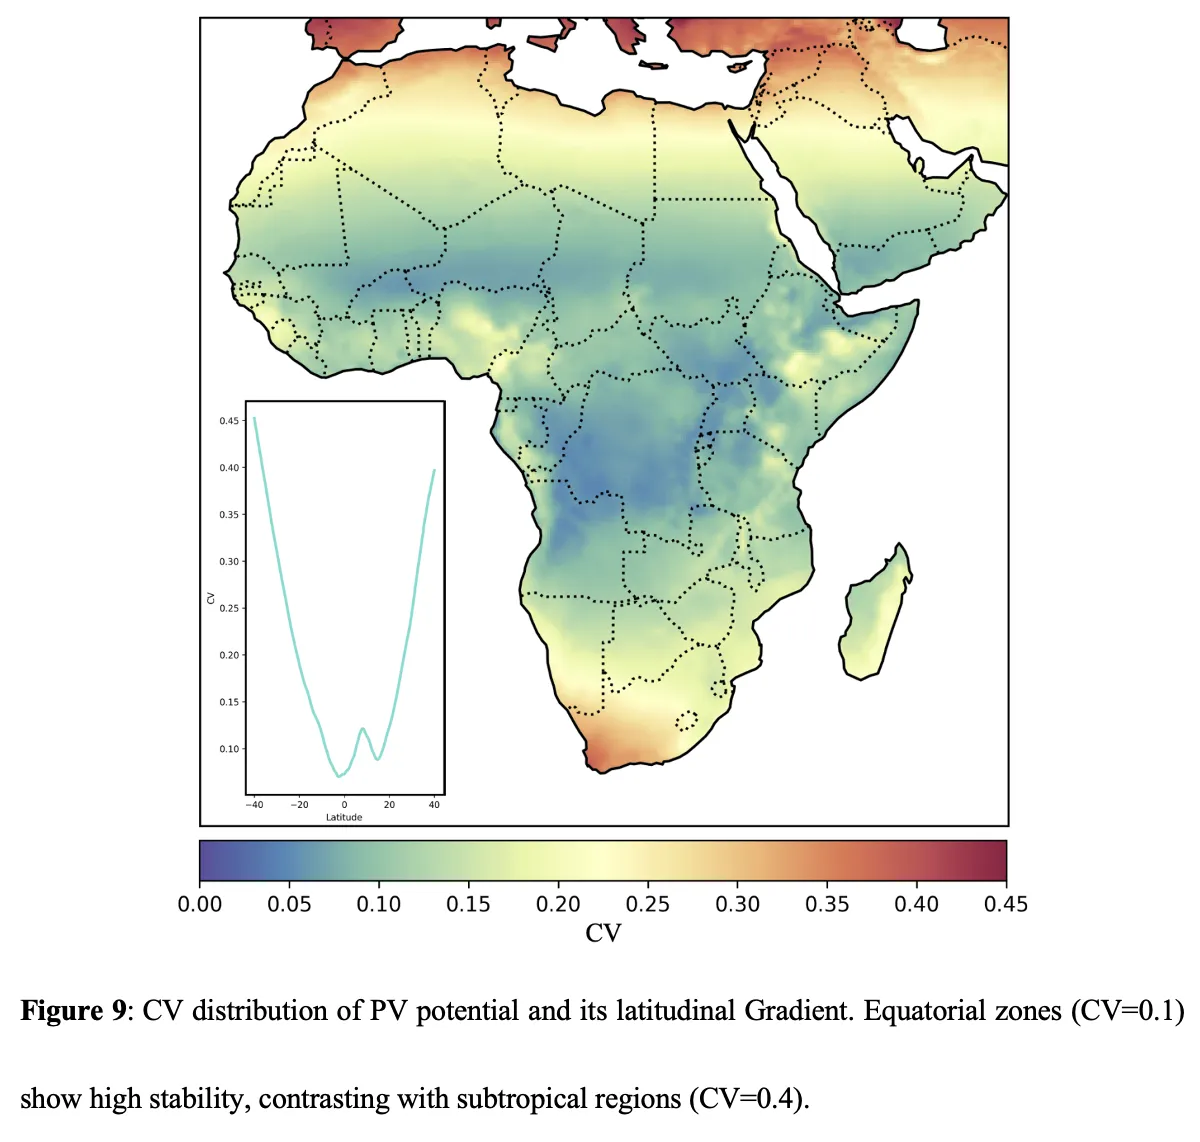 0.45
0.40
0.35
0.30
0.25
0.20
0.15
0.10
CV
−40 −20 0 20 40
Latitude
0.00 0.05 0.10 0.15 0.20 0.25 0.30 0.35 0.40 0.45
CV
Figure 9: CV distribution of PV potential and its latitudinal Gradient. Equatorial zones (CV=0.1)
show high stability, contrasting with subtropical regions (CV=0.4).